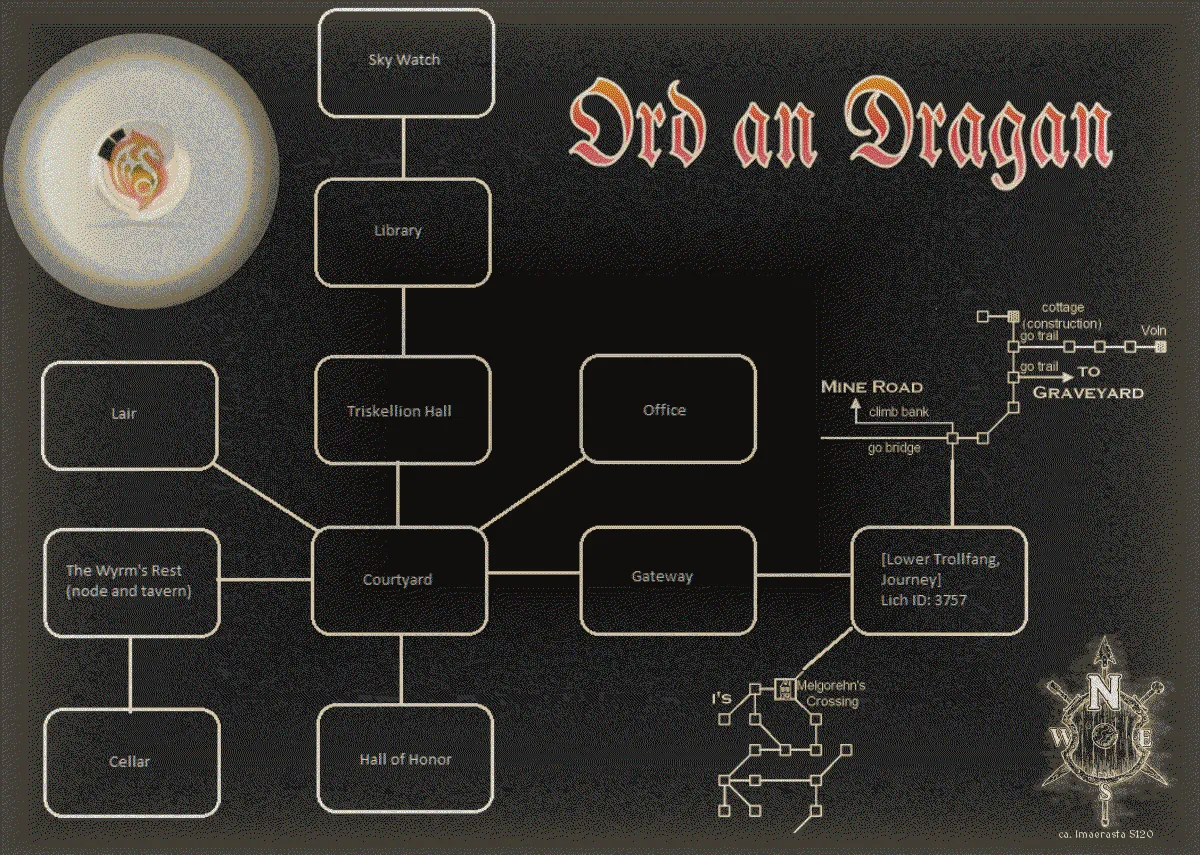 Sky Watch
Ord an Dragan
Library
cottage
(construction)
go trail
Voln
Lair
Triskellion Hall
Office
go trail
TO
GRAVEYARD
MINE ROAD
climb bank
go bridge
The Wyrm's Rest
(node and tavern)
Courtyard
Gateway
[Lower Trollfang,
Journey]
Lich ID: 3757
I'S
Melgorehn's
Crossing
Cellar
Hall of Honor
N
W
E
S
ca. Imaerasta 5120